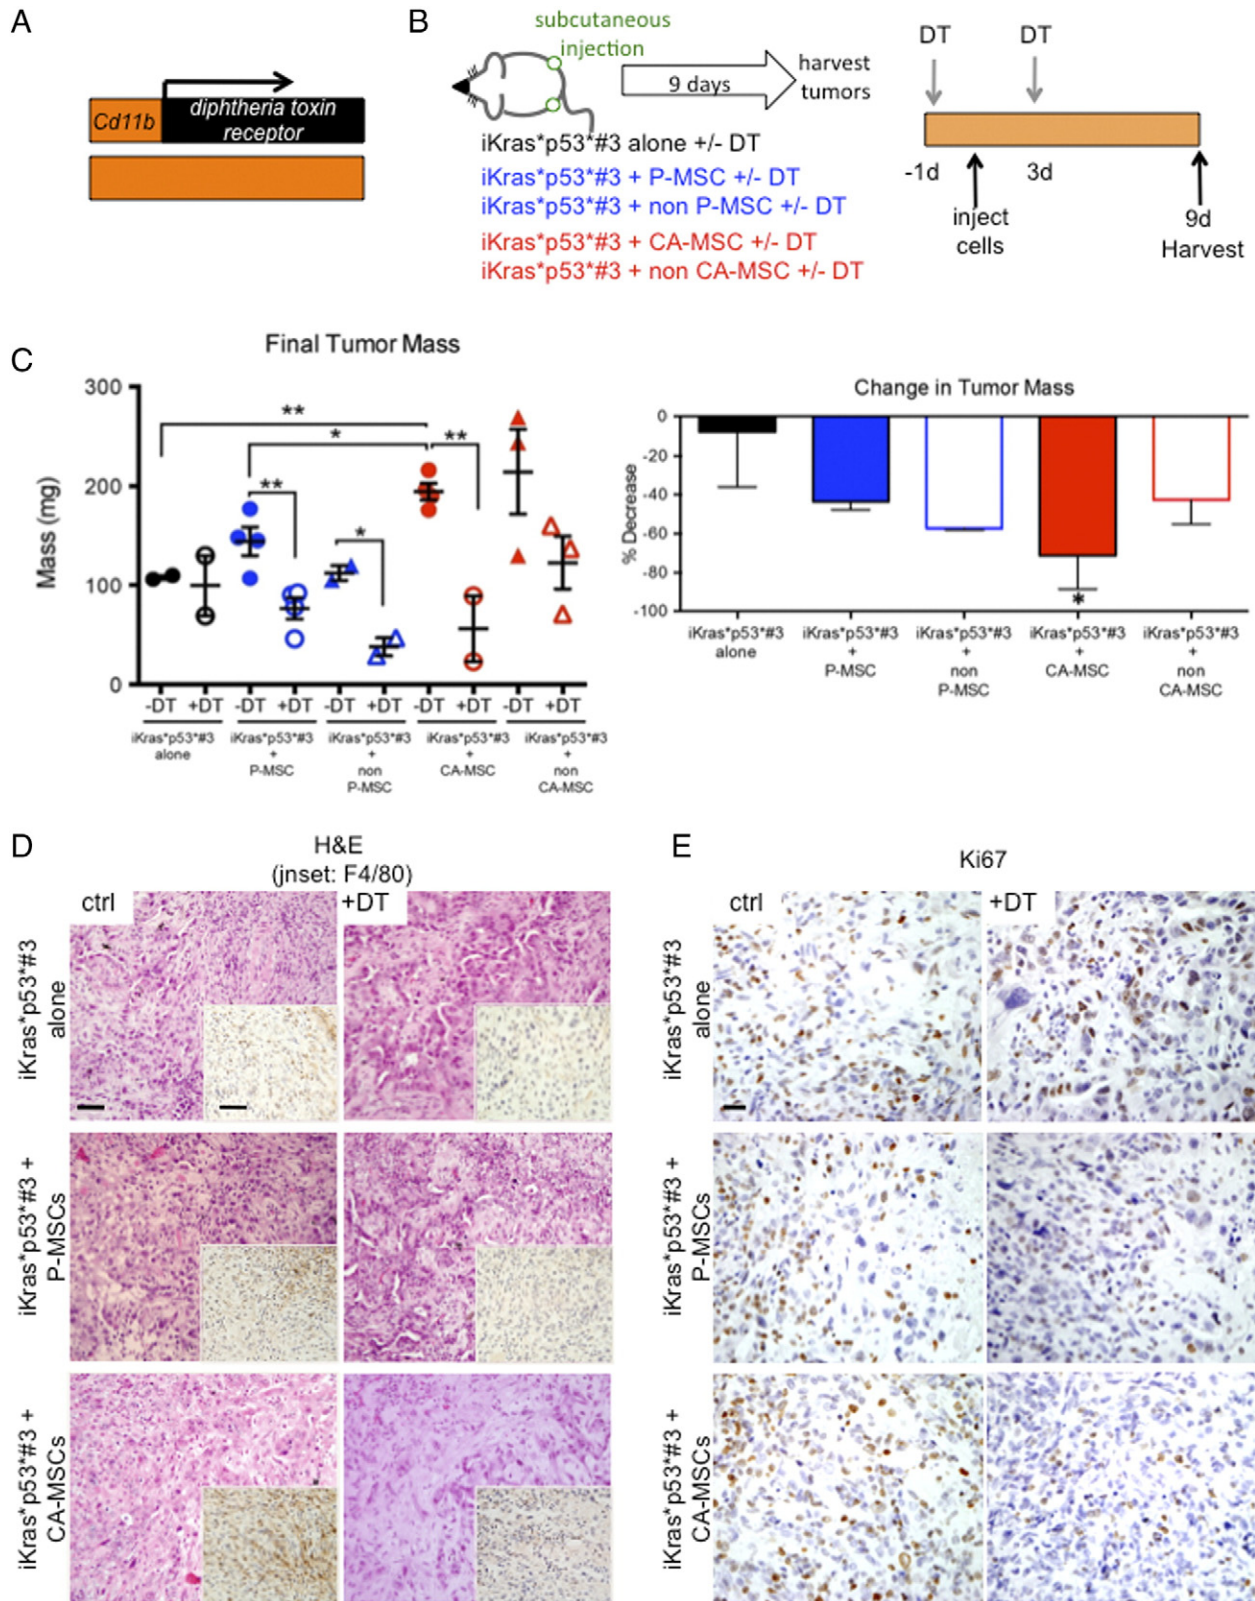 A
Cd11b
diphtheria toxin
receptor
B
subcutaneous
injection
9 days
harvest
tumors
iKras*p53*#3 alone +/- DT
iKras*p53*#3 + P-MSC +/- DT
iKras*p53*#3 + non P-MSC +/- DT
iKras*p53*#3 + CA-MSC +/- DT
iKras*p53*#3 + non CA-MSC +/- DT
DT
DT
-1d
3d
inject
cells
9d
Harvest
C
Final Tumor Mass
Mass (mg)
300
200
100
0
**
*
**
**
*
-DT +DT -DT +DT -DT +DT -DT +DT -DT +DT
iKras*p53*#3
alone
iKras*p53*#3
+
P-MSC
iKras*p53*#3
+
non
P-MSC
iKras*p53*#3
+
CA-MSC
iKras*p53*#3
+
non
CA-MSC
Change in Tumor Mass
% Decrease
0
-20
-40
-60
-80
-100
*
iKras*p53*#3
alone
iKras*p53*#3
+
P-MSC
iKras*p53*#3
+
non
P-MSC
iKras*p53*#3
+
CA-MSC
iKras*p53*#3
+
non
CA-MSC
D
H&E
(jnset: F4/80)
ctrl
+DT
iKras*p53*#3
alone
iKras*p53*#3 +
P-MSCs
iKras*p53*#3 +
CA-MSCs
E
Ki67
ctrl
+DT
iKras*p53*#3
alone
iKras*p53*#3 +
P-MSCs
iKras*p53*#3 +
CA-MSCs